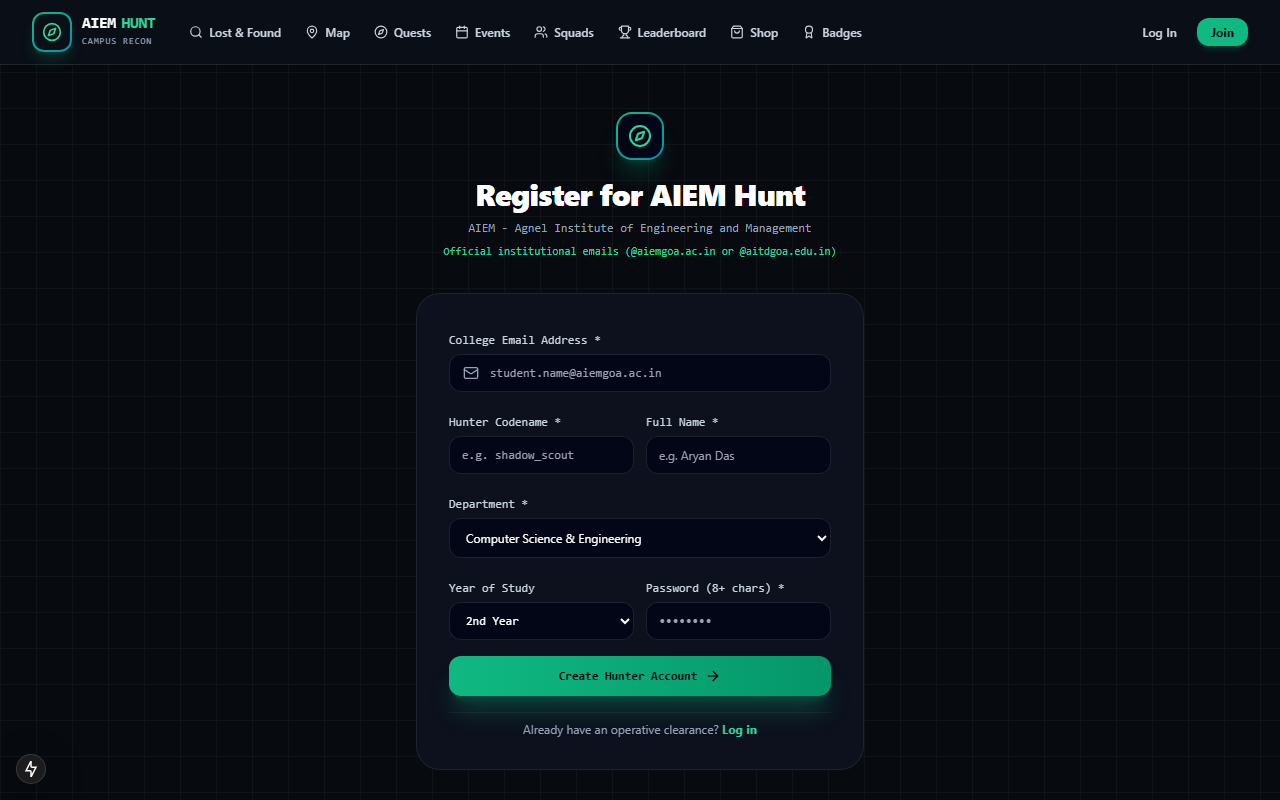 AIEM HUNT
CAMPUS RECON
Lost & Found
Map
Quests
Events
Squads
Leaderboard
Shop
Badges
Log In
Join
Register for AIEM Hunt
AIEM - Agnel Institute of Engineering and Management
Official institutional emails (@aiemgoa.ac.in or @aitdgoa.edu.in)
College Email Address *
student.name@aiemgoa.ac.in
Hunter Codename *
Full Name *
e.g. shadow_scout
e.g. Aryan Das
Department *
Computer Science & Engineering
Year of Study
Password (8+ chars) *
2nd Year
••••••••
Create Hunter Account →
Already have an operative clearance? Log in